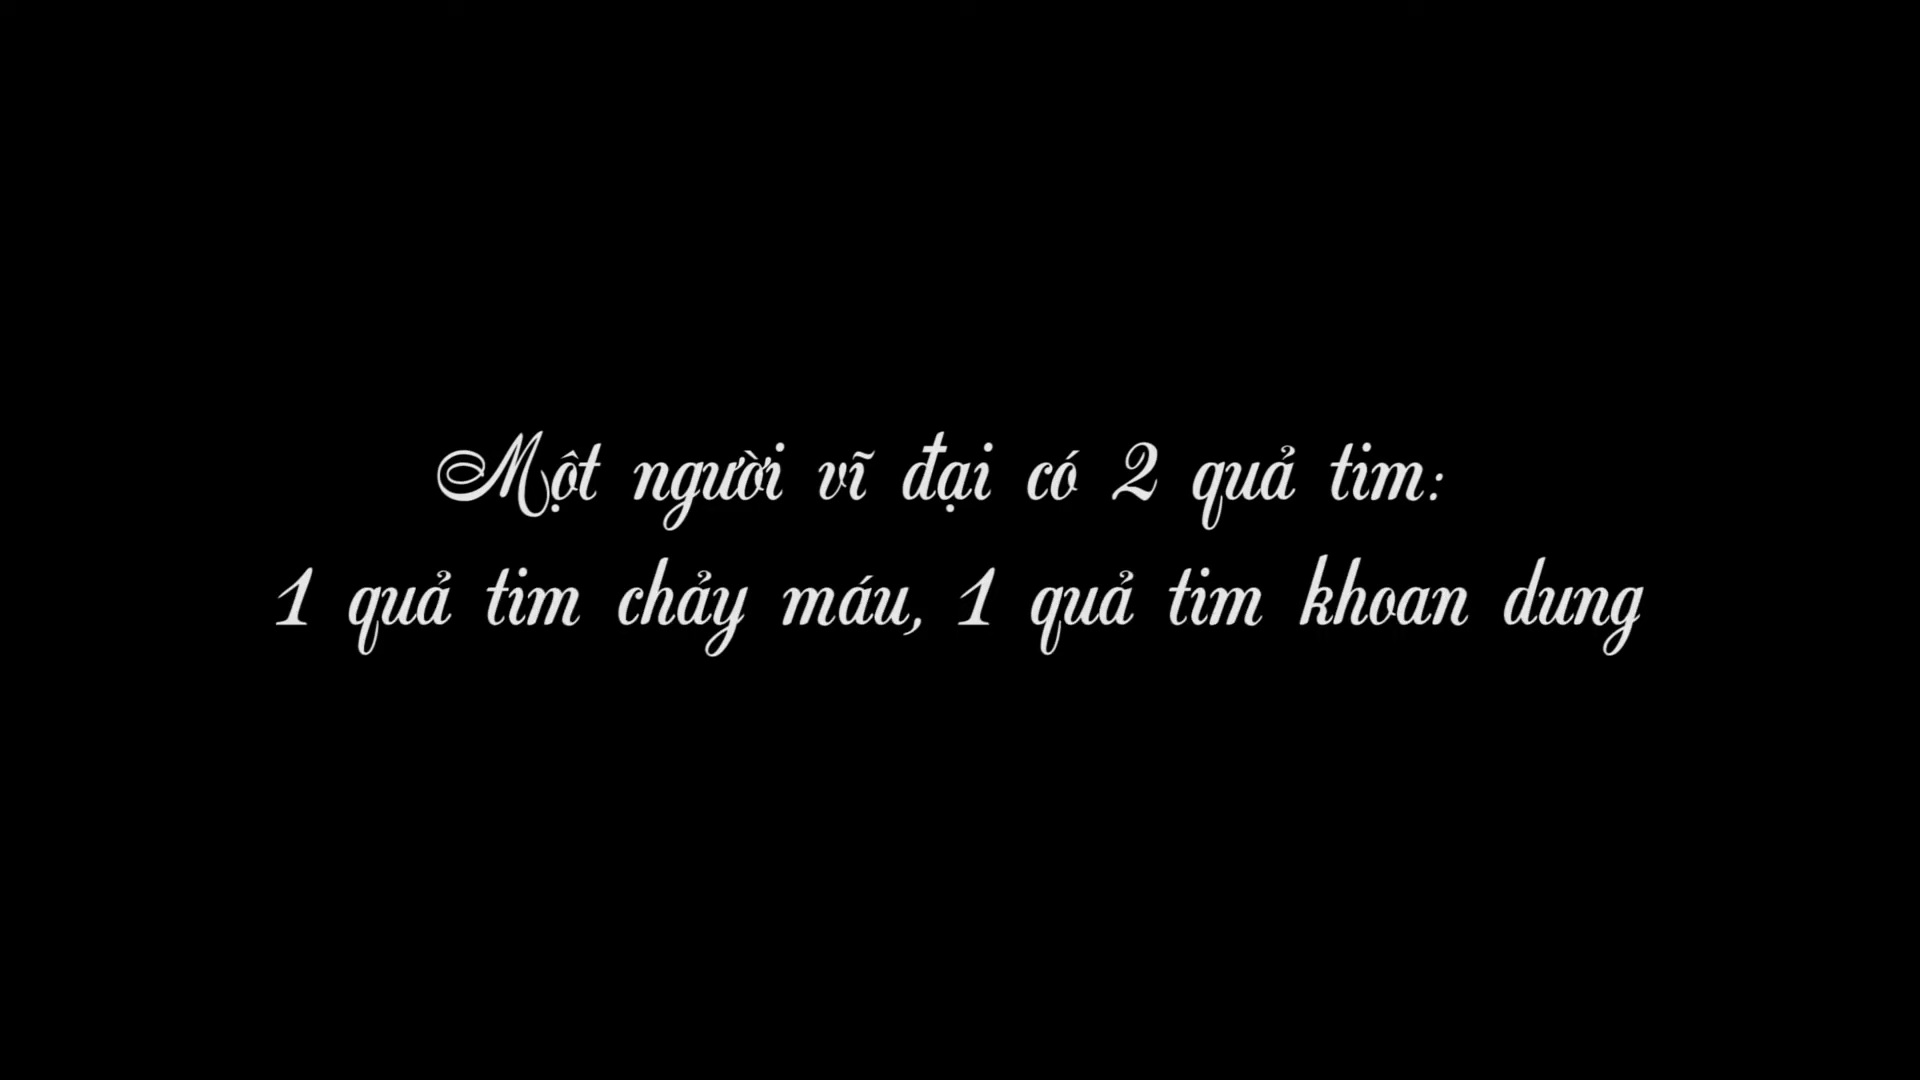 Một người vĩ đại có 2 quả tim:
1 quả tim chảy máu, 1 quả tim khoan dung